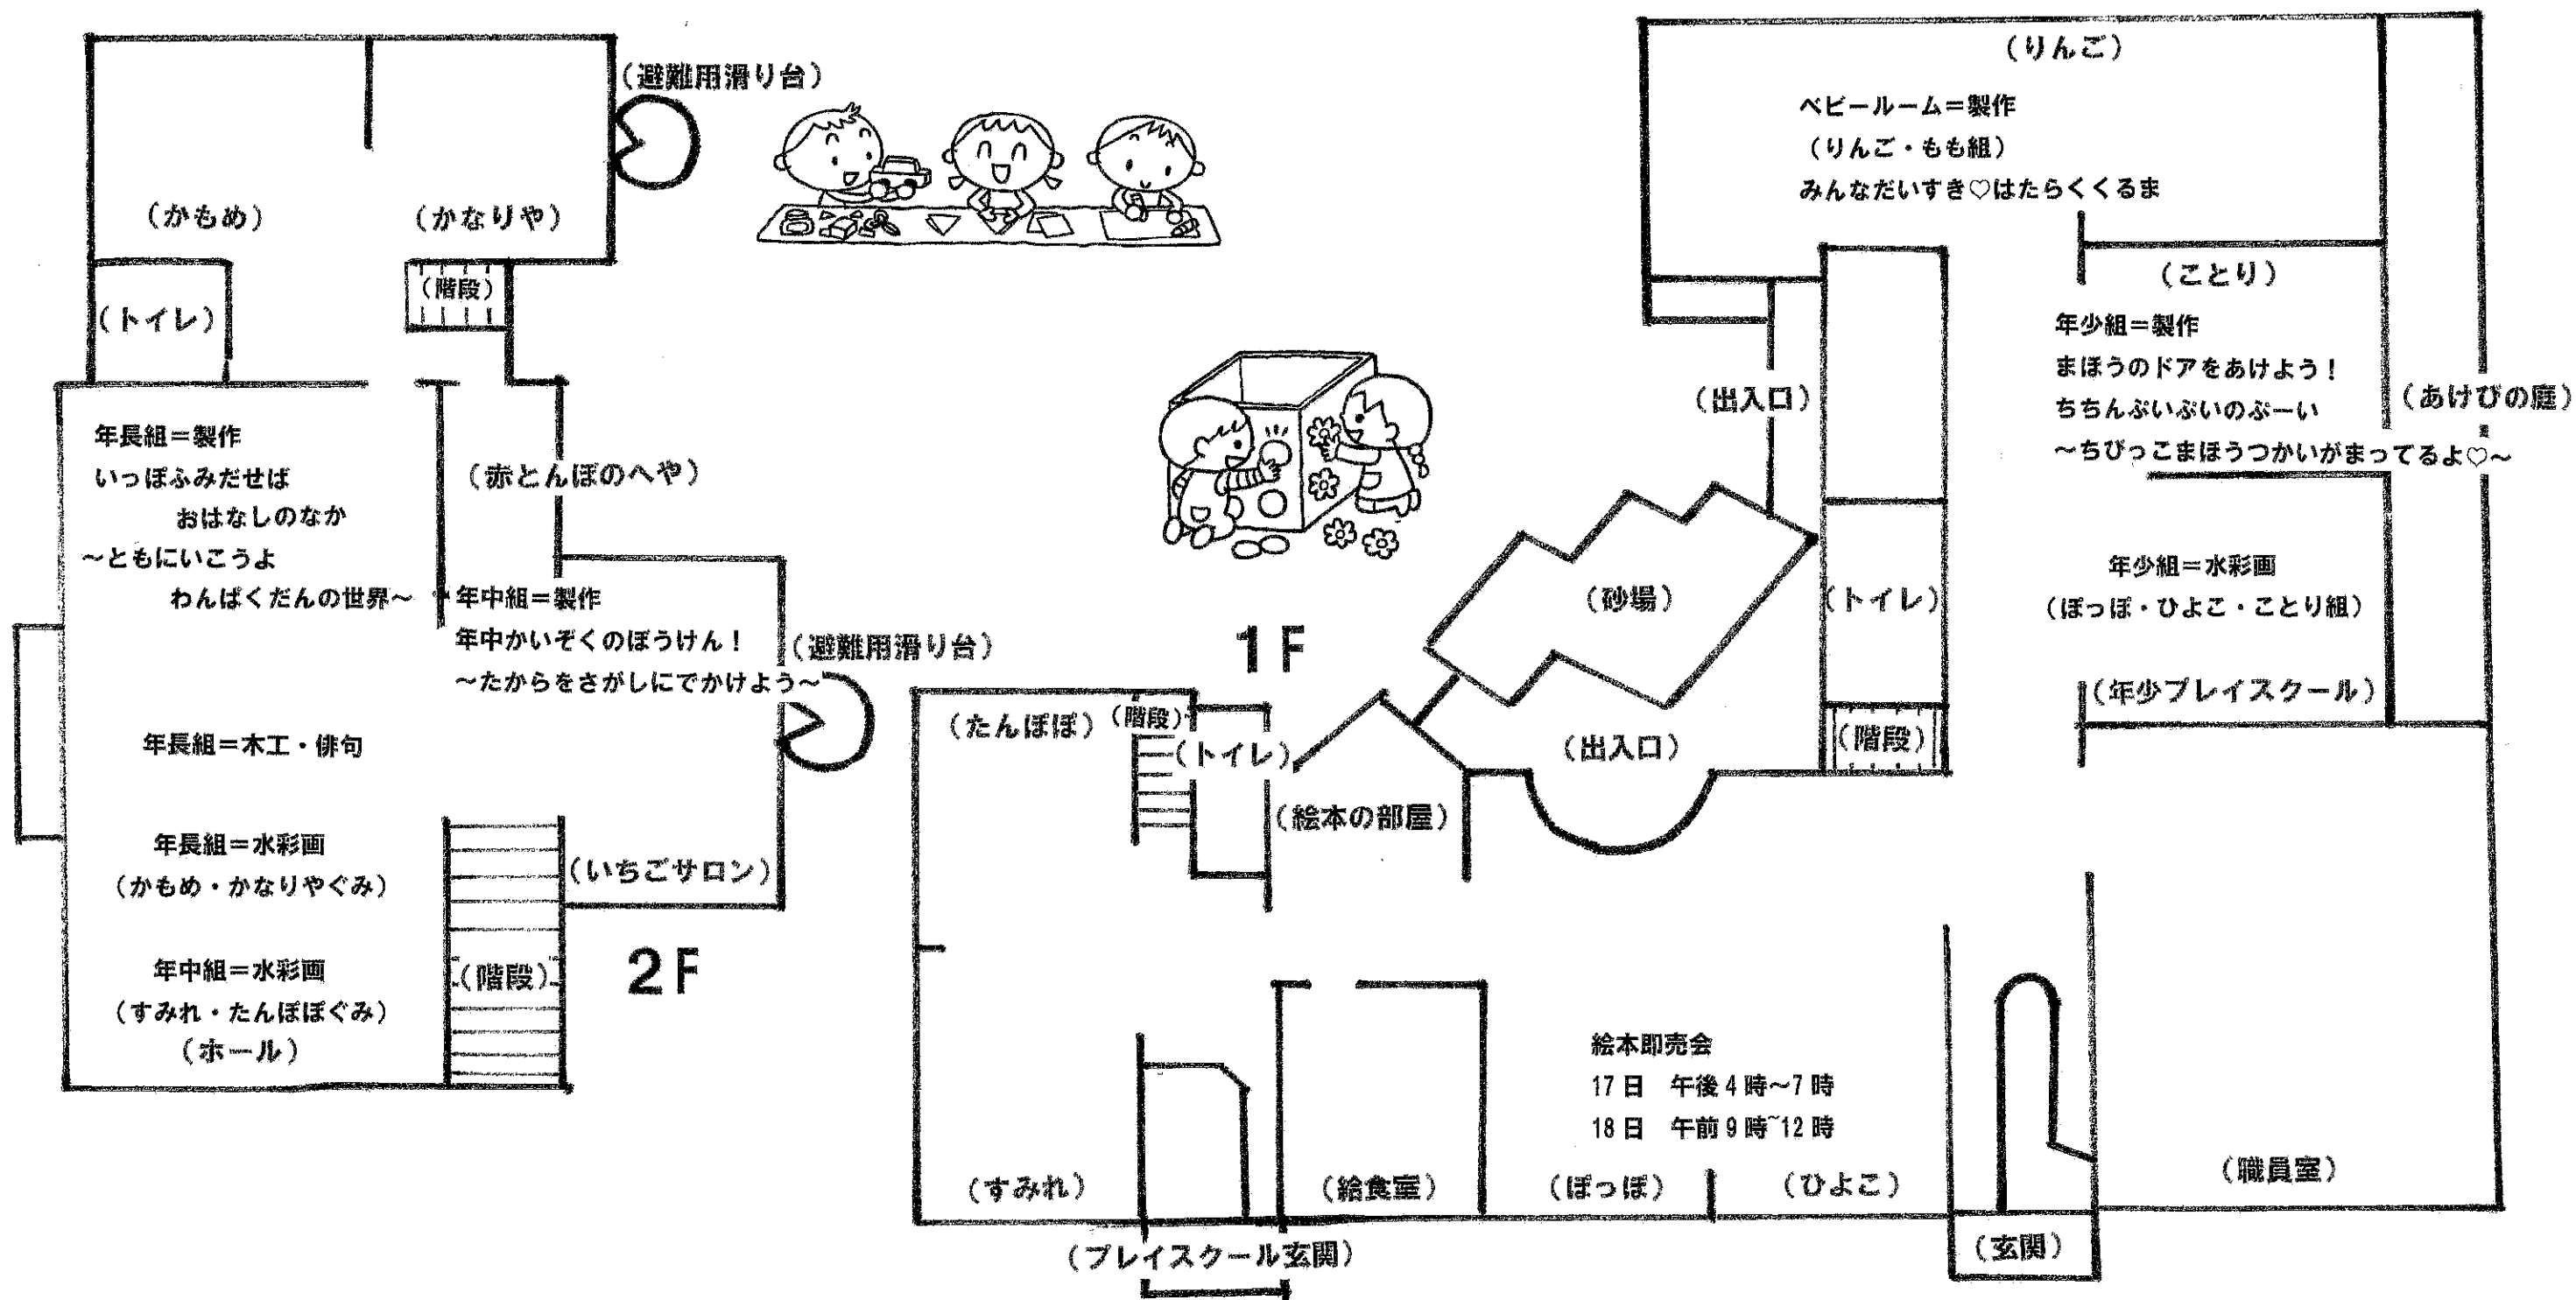 （避難用滑り台）
（かもめ）
（かなりや）
（階段）
（トイレ）
年長組＝製作
いっぽふみだせば
おはなしのなか
～ともにいこうよ
わんぱくだんの世界～
（赤とんぼのへや）
年中組＝製作
年中かいぞくのぼうけん！
～たからをさがしにでかけよう～
（避難用滑り台）
年長組＝木工・俳句
年長組＝水彩画
（かもめ・かなりやぐみ）
（いちごサロン）
年中組＝水彩画
（すみれ・たんぽぽぐみ）
（ホール）
（階段）
2F
1F
（りんご）
ベビールーム＝製作
（りんご・もも組）
みんなだいすき♡はたらくくるま
（ことり）
年少組＝製作
まほうのドアをあけよう！
ちちんぷいぷいのぷーい
～ちびっこまほうつかいがまってるよ♡～
（あけびの庭）
（出入口）
（砂場）
（トイレ）
年少組＝水彩画
（ぽっぽ・ひよこ・ことり組）
（年少プレイスクール）
（たんぽぽ）
（階段）
（トイレ）
（出入口）
（階段）
（絵本の部屋）
絵本即売会
17日　午後4時～7時
18日　午前9時~12時
（すみれ）
（給食室）
（ぽっぽ）
（ひよこ）
（職員室）
（プレイスクール玄関）
（玄関）